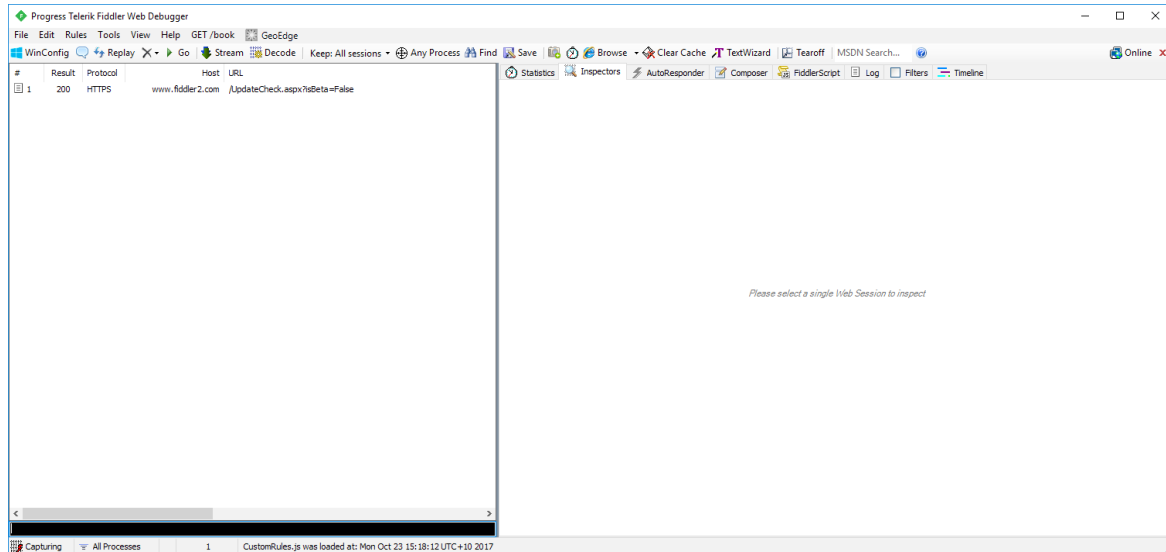 Progress Telerik Fiddler Web Debugger
File Edit Rules Tools View Help GET /book GeoEdge
WinConfig Replay Go Stream Decode Keep: All sessions Any Process Find Save Browse Clear Cache TextWizard Tearoff MSDN Search... Online
# Result Protocol Host URL
Statistics Inspectors AutoResponder Composer FiddlerScript Log Filters Timeline
1 200 HTTPS www.fiddler2.com /UpdateCheck.aspx?isBeta=False
Please select a single Web Session to inspect
Capturing All Processes 1 CustomRules.js was loaded at: Mon Oct 23 15:18:12 UTC+10 2017